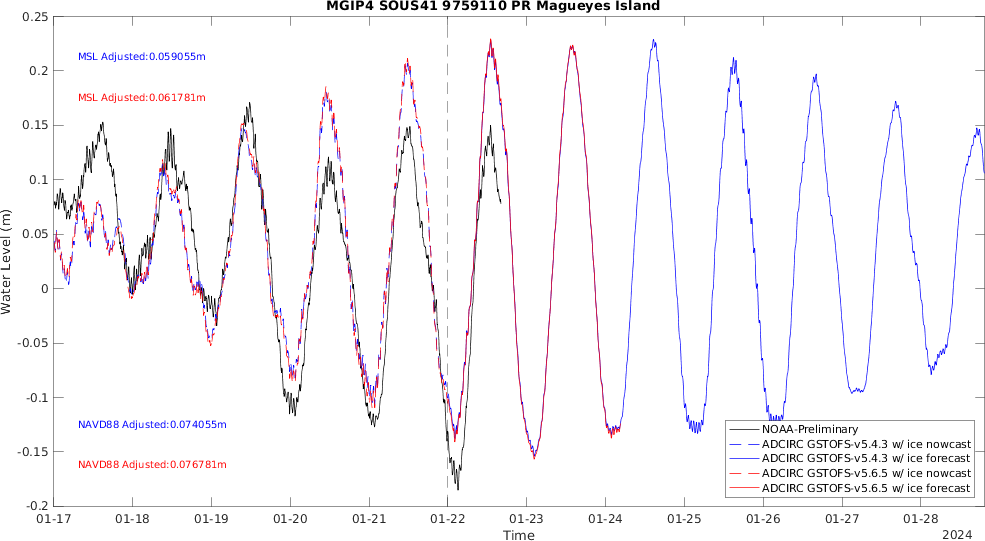 MGIP4 SOUS41 9759110 PR Magueyes Island
0.25
0.2
0.15
0.1
0.05
0
-0.05
-0.1
-0.15
-0.2
Water Level (m)
MSL Adjusted:0.059055m
MSL Adjusted:0.061781m
NAVD88 Adjusted:0.074055m
NAVD88 Adjusted:0.076781m
NOAA-Preliminary
ADCIRC GSTOFS-v5.4.3 w/ ice nowcast
ADCIRC GSTOFS-v5.4.3 w/ ice forecast
ADCIRC GSTOFS-v5.6.5 w/ ice nowcast
ADCIRC GSTOFS-v5.6.5 w/ ice forecast
01-17 01-18 01-19 01-20 01-21 01-22 01-23 01-24 01-25 01-26 01-27 01-28
Time
2024